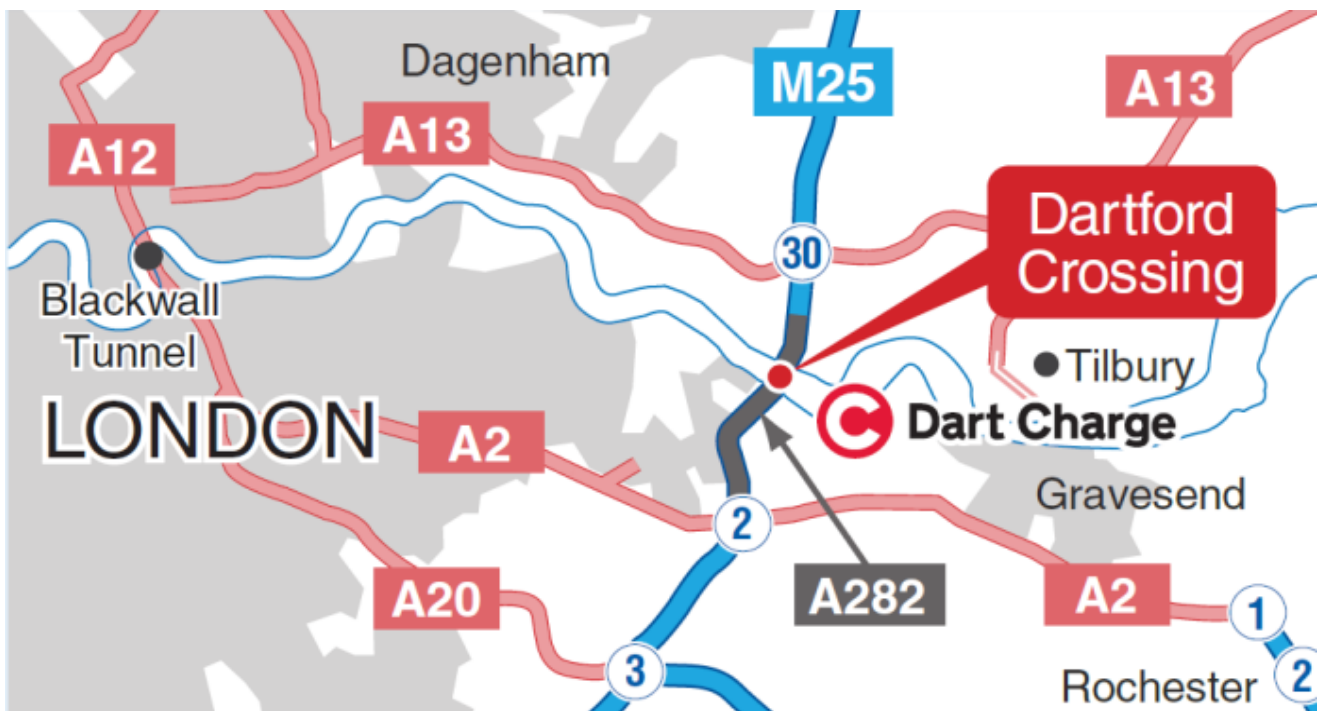 Dagenham
M25
A13
A13
A12
Dartford
Crossing
30
Blackwall
Tunnel
Tilbury
LONDON
A2
C Dart Charge
Gravesend
2
A282
A20
A2
1
3
Rochester
2